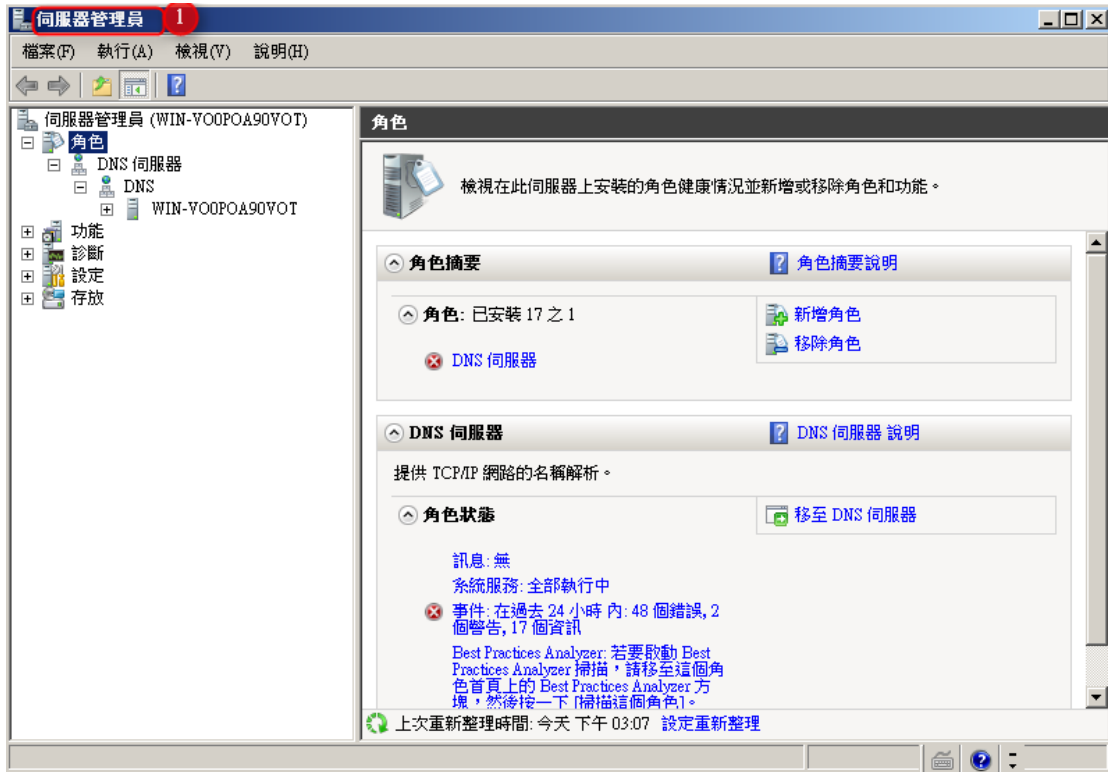 伺服器管理員 1
檔案(F) 執行(A) 檢視(V) 說明(H)
伺服器管理員 (WIN-VO0POA90VOT)
角色
DNS 伺服器
DNS
WIN-VO0POA90VOT
功能
診斷
設定
存放
角色
檢視在此伺服器上安裝的角色健康情況並新增或移除角色和功能。
角色摘要
角色摘要說明
角色: 已安裝 17 之 1
新增角色
移除角色
DNS 伺服器
DNS 伺服器
DNS 伺服器 說明
提供 TCP/IP 網路的名稱解析。
角色狀態
移至 DNS 伺服器
訊息: 無
系統服務: 全部執行中
事件: 在過去 24 小時 內: 48 個錯誤, 2
個警告, 17 個資訊
Best Practices Analyzer: 若要啟動 Best
Practices Analyzer 掃描，請移至這個角
色首頁上的 Best Practices Analyzer 方
塊，然後按一下 [掃描這個角色]。
上次重新整理時間: 今天 下午 03:07 設定重新整理